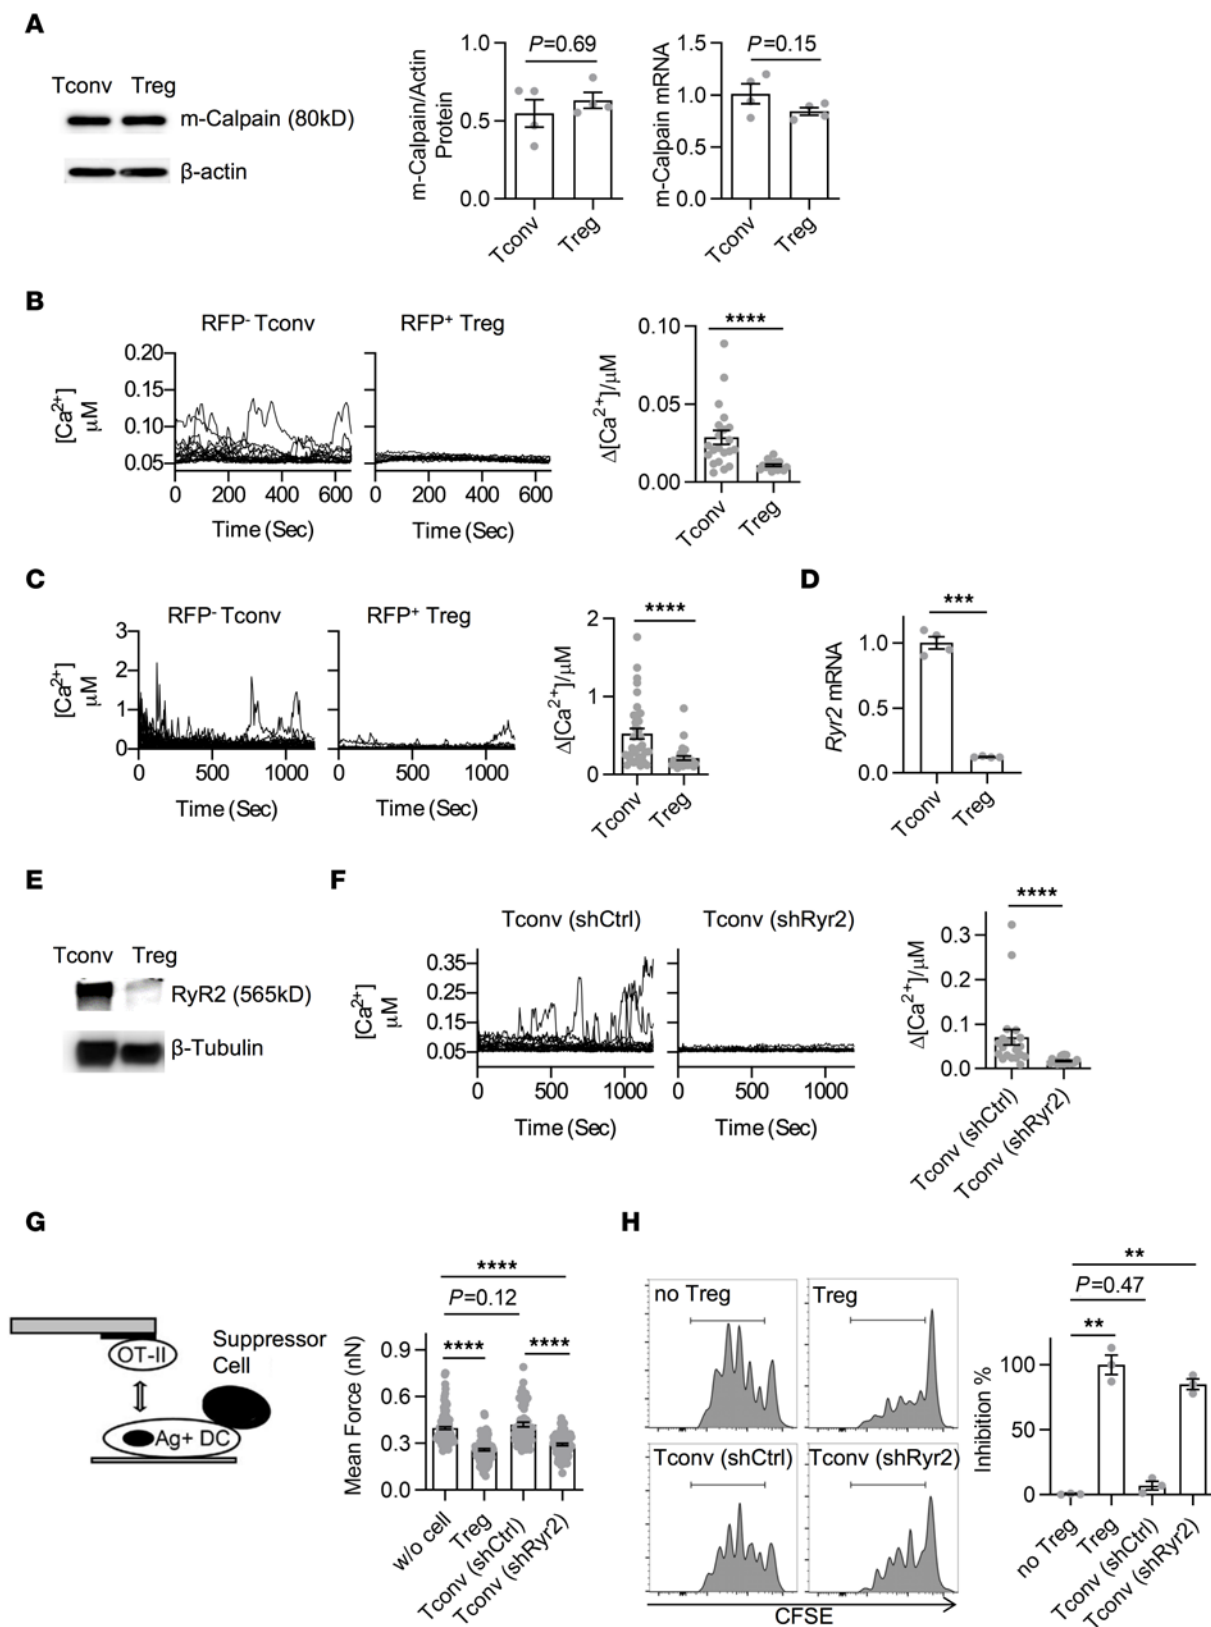 A
Tconv Treg
m-Calpain (80kD)
β-actin
m-Calpain/Actin
Protein
1.0
0.5
0.0
P=0.69
Tconv
Treg
m-Calpain mRNA
1.5
1.0
0.5
0.0
P=0.15
Tconv
Treg
B
RFP- Tconv
RFP+ Treg
[Ca2+]
μM
0.20
0.15
0.10
0.05
0 200 400 600
0 200 400 600
Time (Sec)
Time (Sec)
Δ[Ca2+]/μM
0.10
0.05
0.00
****
Tconv
Treg
C
RFP- Tconv
RFP+ Treg
[Ca2+]
μM
3
2
1
0
0 500 1000
0 500 1000
Time (Sec)
Time (Sec)
Δ[Ca2+]/μM
2
1
0
****
Tconv
Treg
D
***
Ryr2 mRNA
1.0
0.5
0.0
Tconv
Treg
E
Tconv Treg
RyR2 (565kD)
β-Tubulin
F
Tconv (shCtrl)
Tconv (shRyr2)
[Ca2+]
μM
0.35
0.25
0.15
0.05
0 500 1000
0 500 1000
Time (Sec)
Time (Sec)
****
Δ[Ca2+]/μM
0.3
0.1
0.0
Tconv (shCtrl)
Tconv (shRyr2)
G
OT-II
Suppressor
Cell
Ag+ DC
Mean Force (nN)
0.9
0.6
0.3
0.0
****
P=0.12
**** ****
w/o cell
Treg
Tconv (shCtrl)
Tconv (shRyr2)
H
no Treg
Treg
Tconv (shCtrl)
Tconv (shRyr2)
CFSE
Inhibition %
100
50
0
**
P=0.47
**
no Treg
Treg
Tconv (shCtrl)
Tconv (shRyr2)